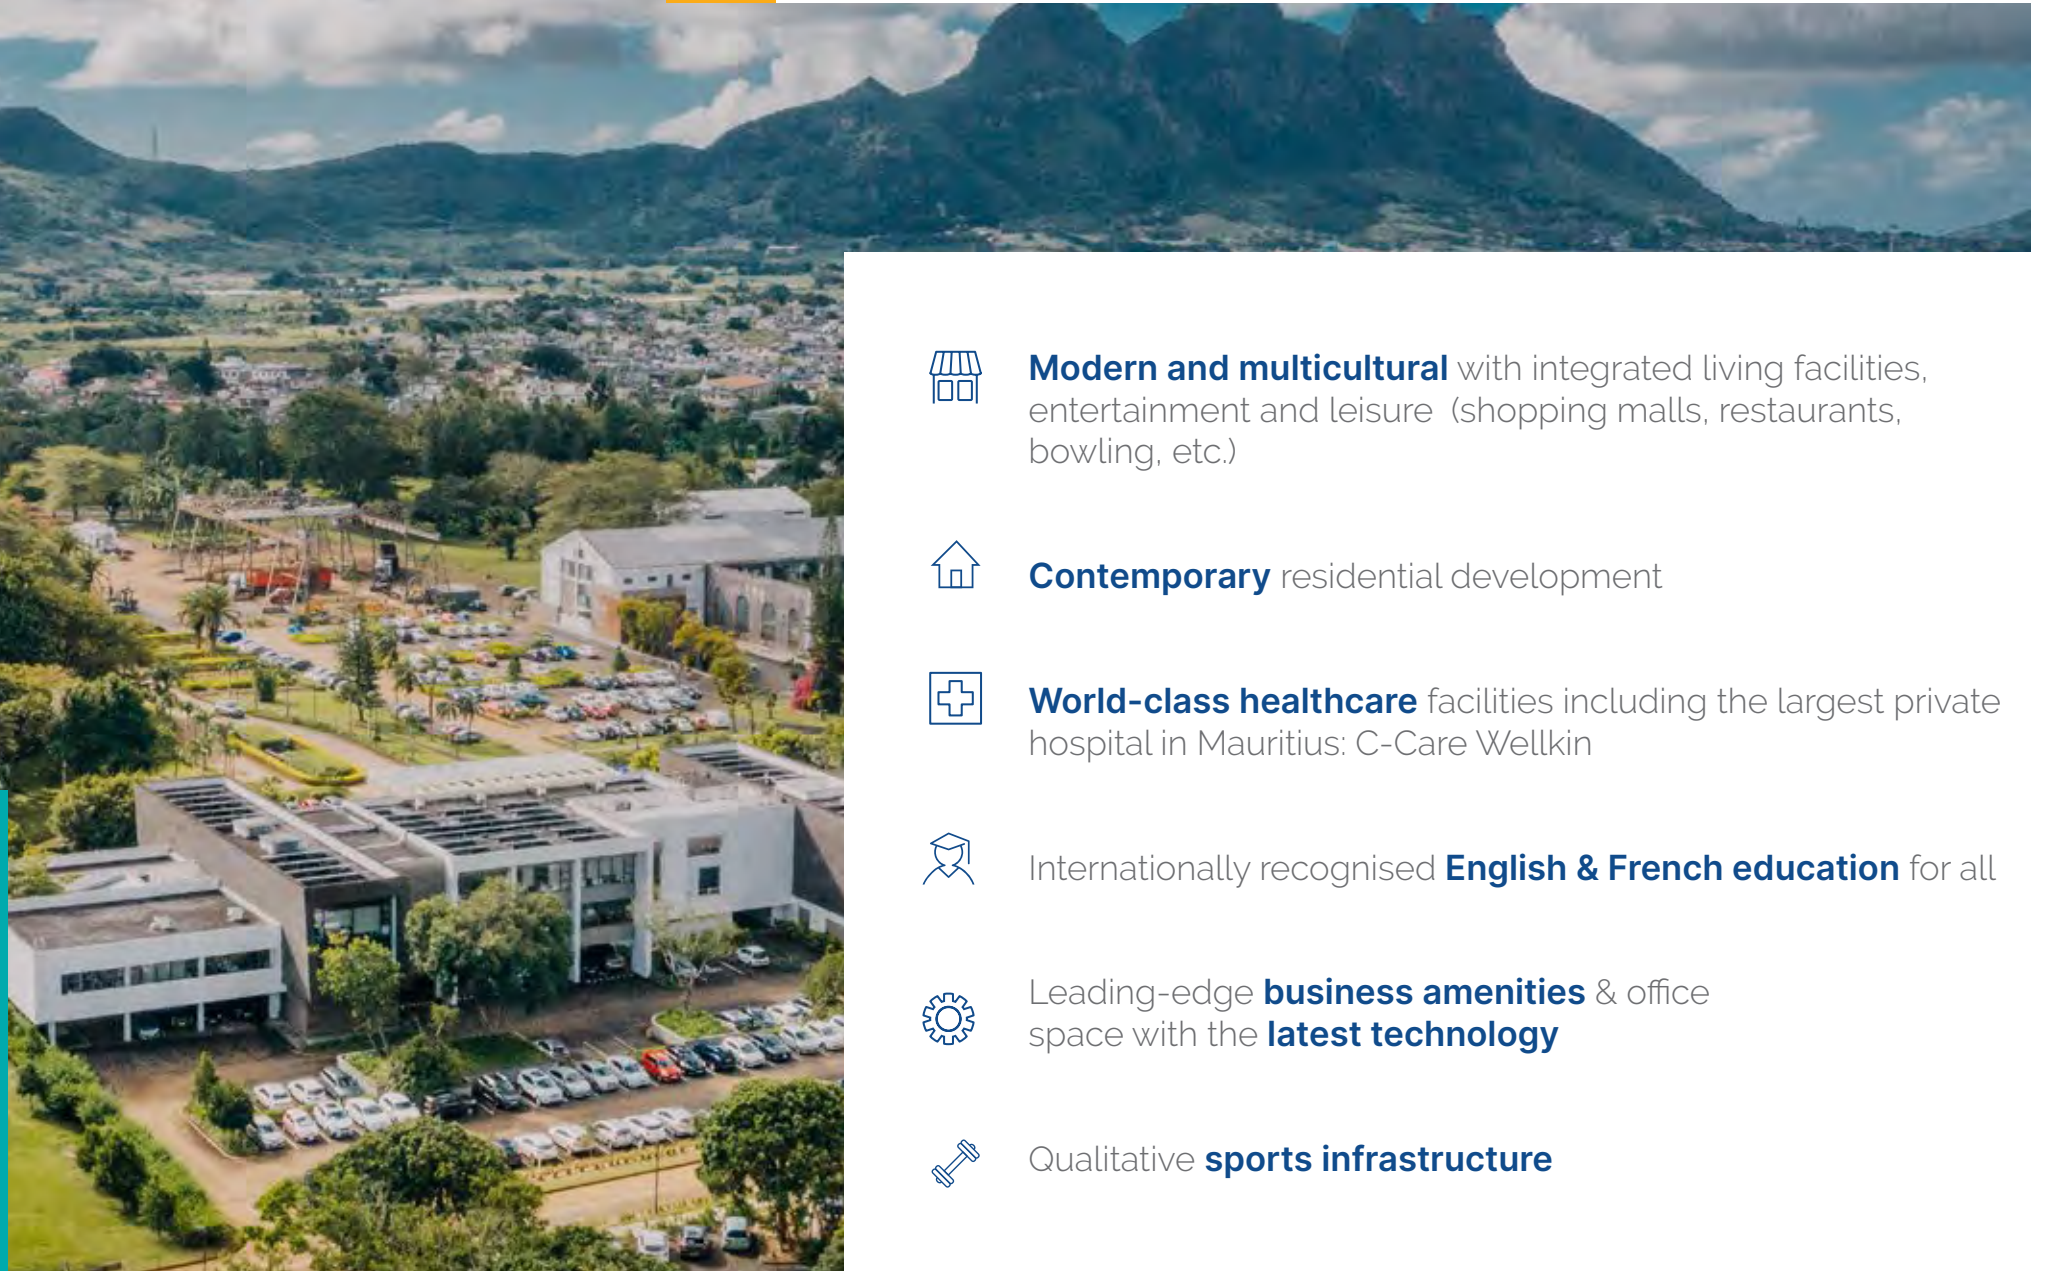 Modern and multicultural with integrated living facilities,
entertainment and leisure (shopping malls, restaurants,
bowling, etc.)
Contemporary residential development
World-class healthcare facilities including the largest private
hospital in Mauritius: C-Care Wellkin
Internationally recognised English & French education for all
Leading-edge business amenities & office
space with the latest technology
Qualitative sports infrastructure